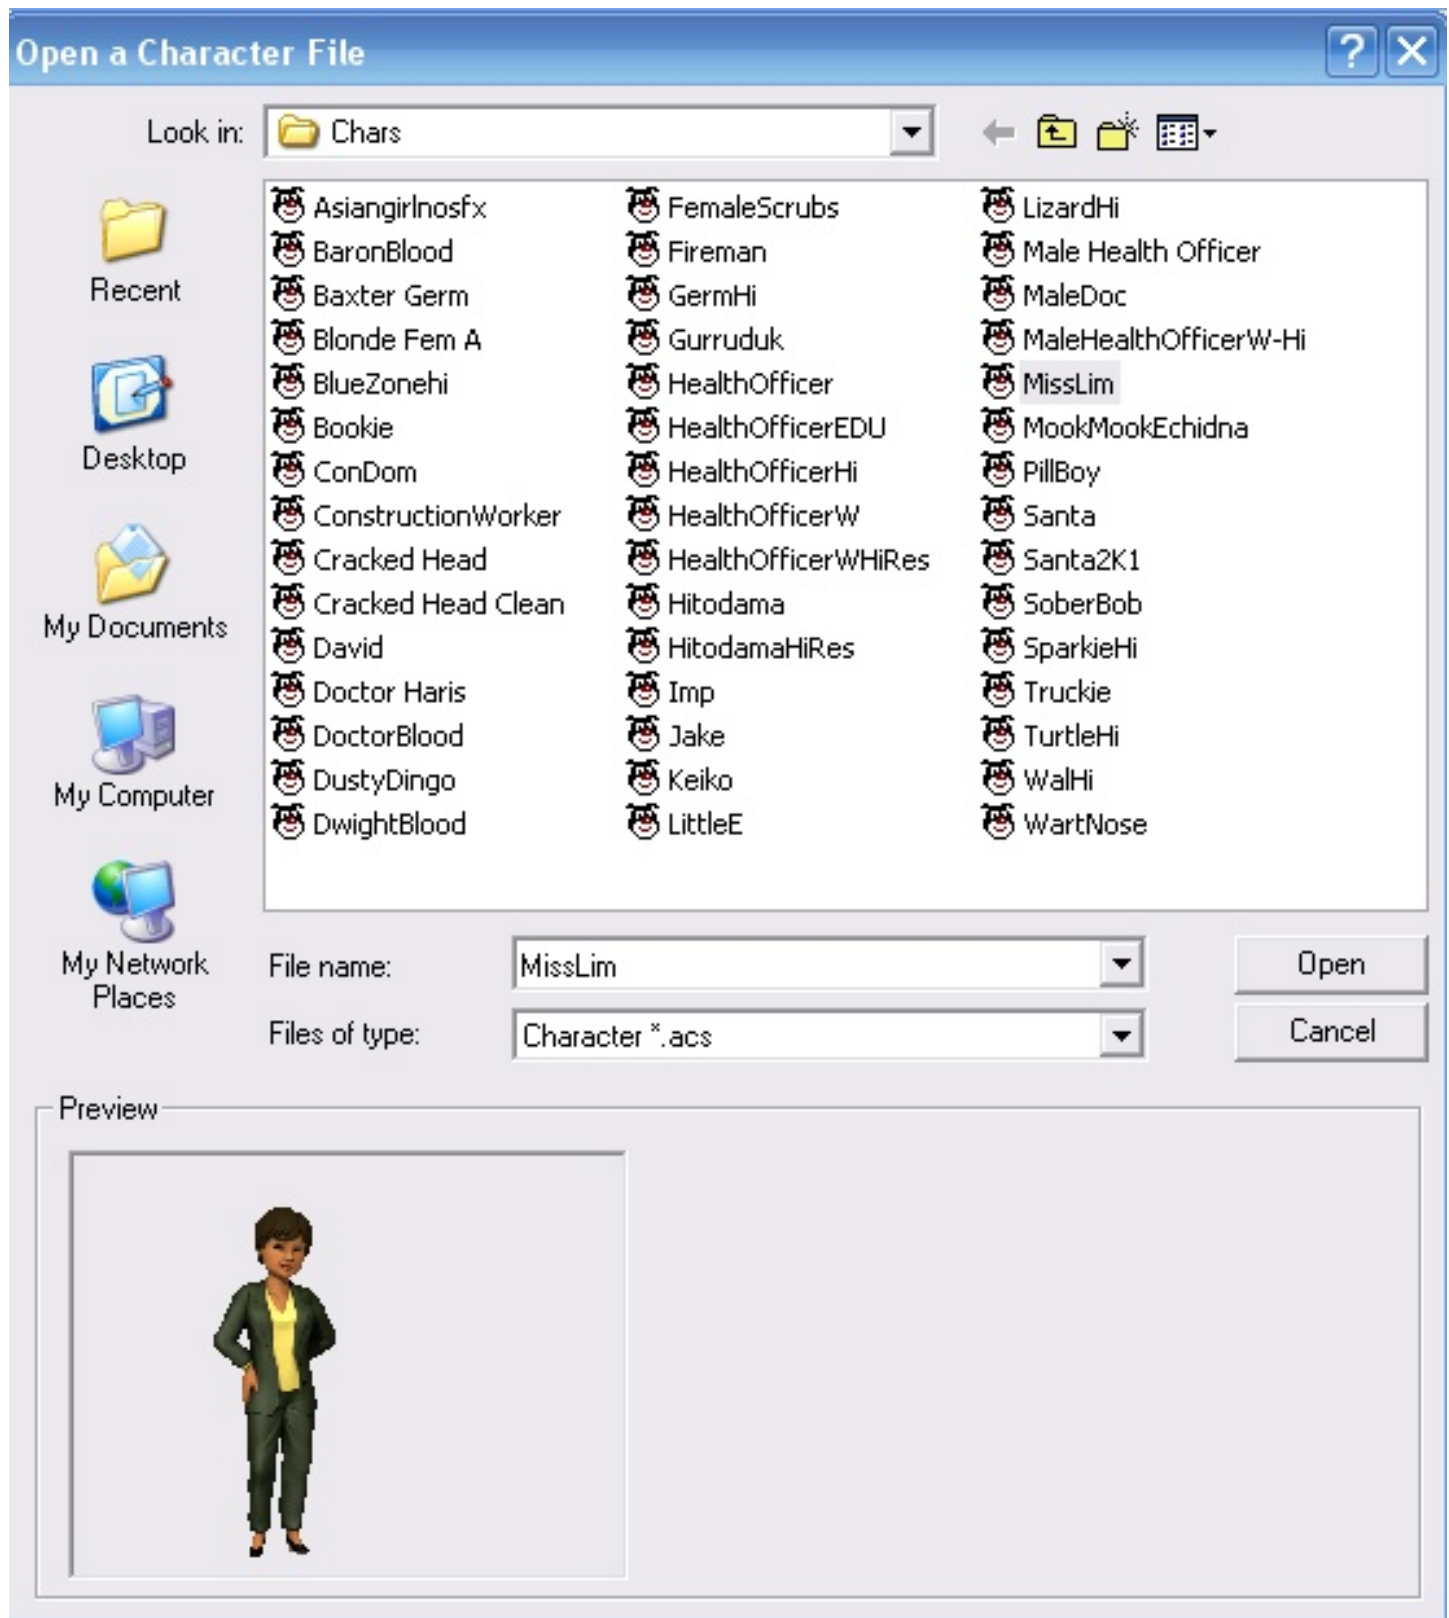 Open a Character File
Look in:
Chars
Recent
Desktop
My Documents
My Computer
My Network
Places
Asiangirlnosfx
BaronBlood
Baxter Germ
Blonde Fem A
BlueZonehi
Bookie
ConDom
ConstructionWorker
Cracked Head
Cracked Head Clean
David
Doctor Haris
DoctorBlood
DustyDingo
DwightBlood
FemaleScrubs
Fireman
GermHi
Gurruduk
HealthOfficer
HealthOfficerEDU
HealthOfficerHi
HealthOfficerW
HealthOfficerWHiRes
Hitodama
HitodamaHiRes
Imp
Jake
Keiko
LittleE
LizardHi
Male Health Officer
MaleDoc
MaleHealthOfficerW-Hi
MissLim
MookMookEchidna
PillBoy
Santa
Santa2K1
SoberBob
SparkieHi
Truckie
TurtleHi
WalHi
WartNose
File name:
MissLim
Open
Files of type:
Character *.acs
Cancel
Preview